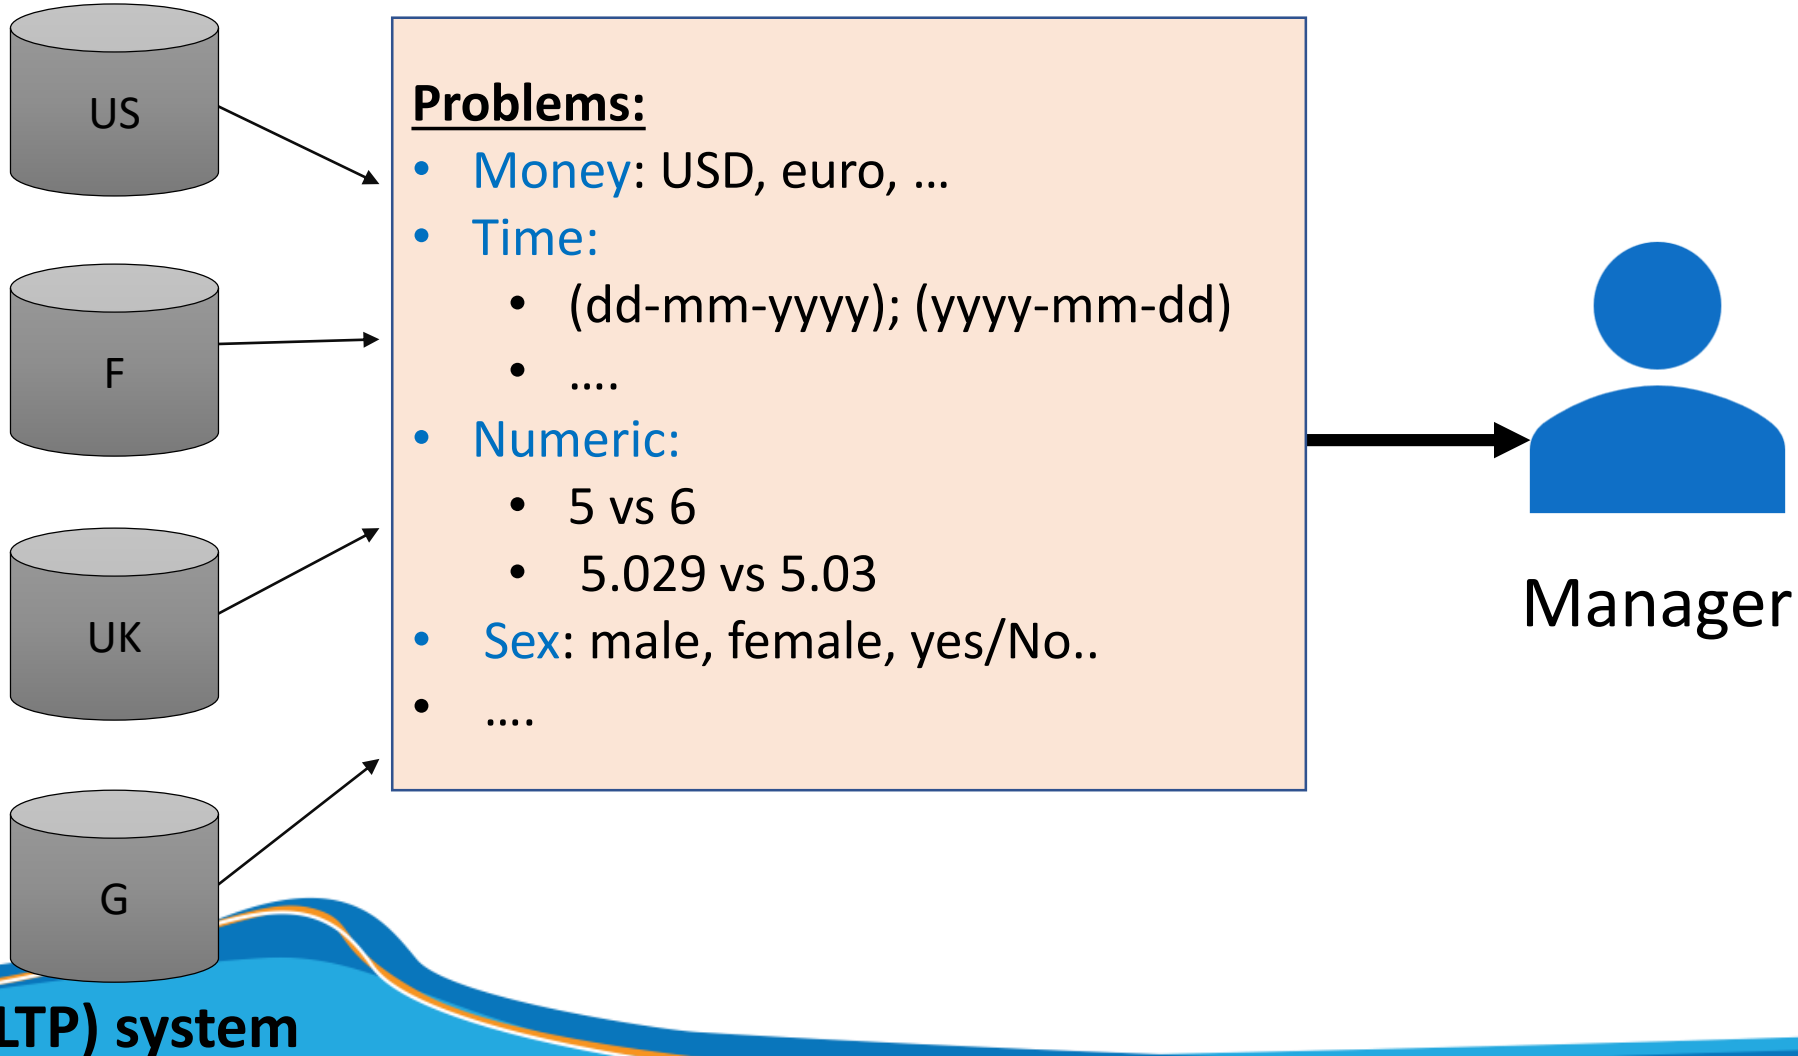 US
F
UK
G
Problems:
• Money: USD, euro, …
• Time:
• (dd-mm-yyyy); (yyyy-mm-dd)
• ….
• Numeric:
• 5 vs 6
• 5.029 vs 5.03
• Sex: male, female, yes/No..
• ….
Manager
LTP) system